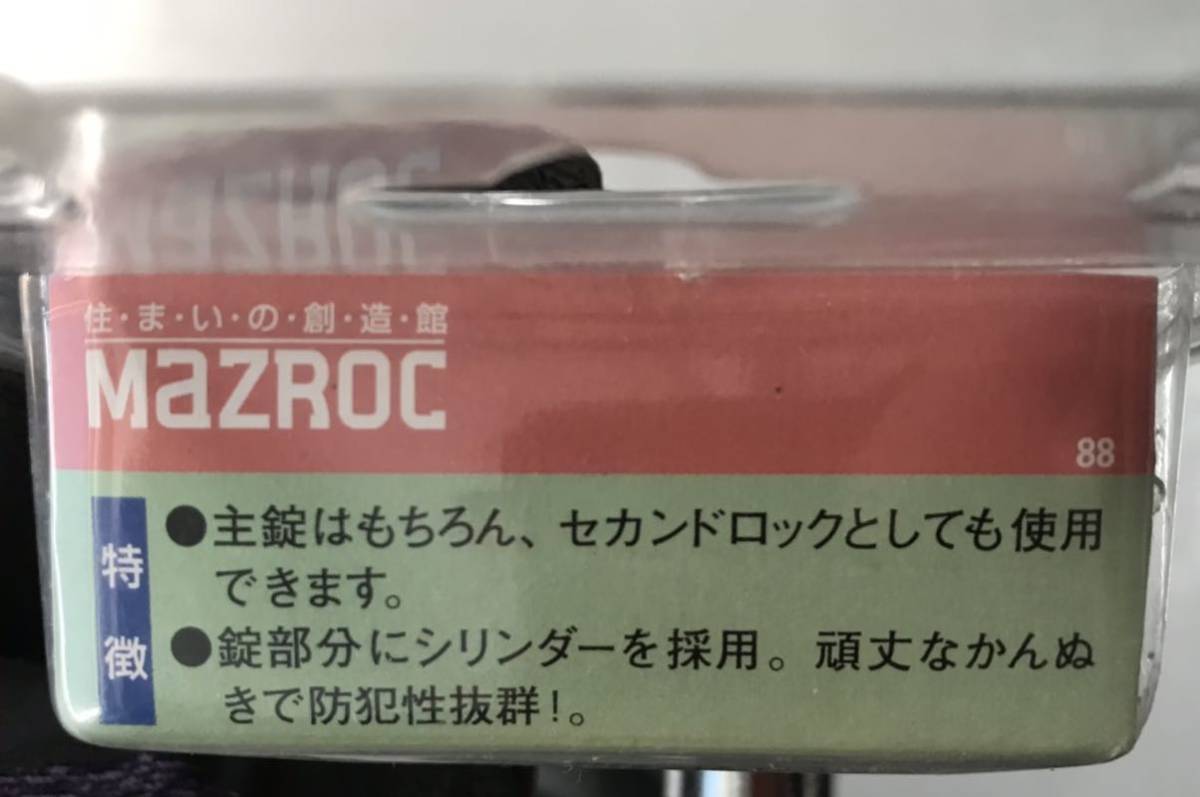 住・ま・い・の・創・造・館
MaZROC
88
特徴
●主錠はもちろん、セカンドロックとしても使用
できます。
●錠部分にシリンダーを採用。頑丈なかんぬ
きで防犯性抜群!。